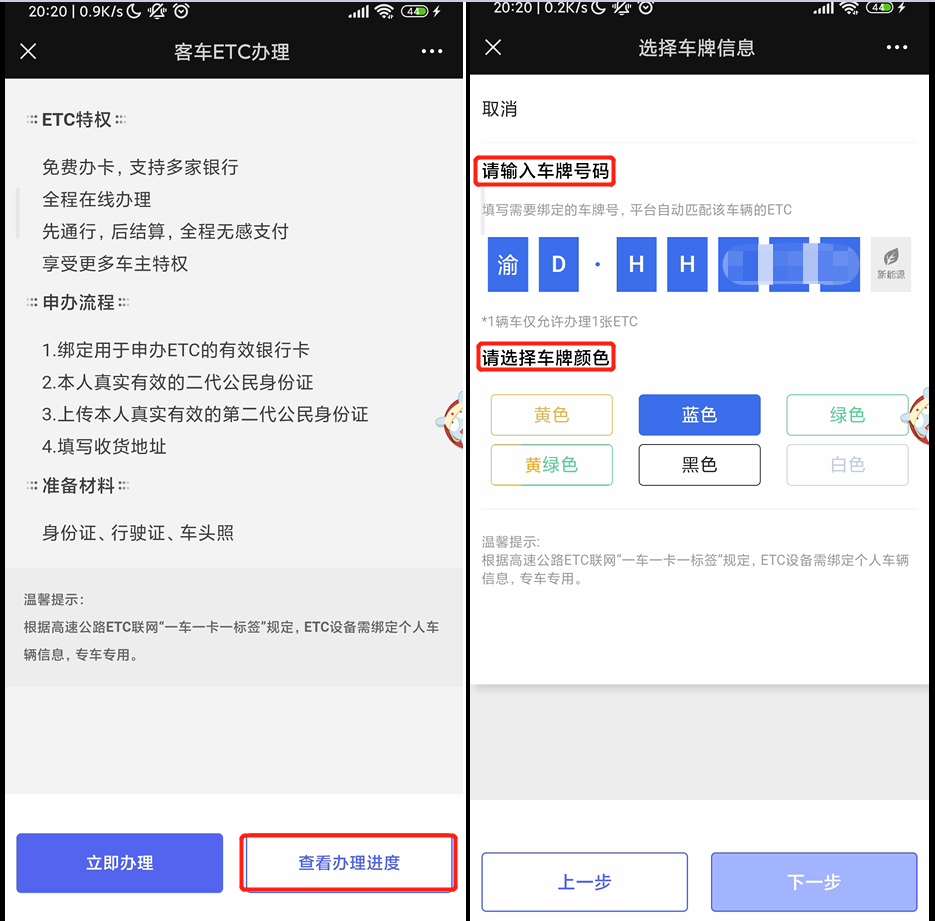 20:20 | 0.9K/s
44
客车ETC办理
ETC特权
免费办卡，支持多家银行
全程在线办理
先通行，后结算，全程无感支付
享受更多车主特权
申办流程
1.绑定用于申办ETC的有效银行卡
2.本人真实有效的二代公民身份证
3.上传本人真实有效的第二代公民身份证
4.填写收货地址
准备材料
身份证、行驶证、车头照
温馨提示：
根据高速公路ETC联网“一车一卡一标签”规定，ETC设备需绑定个人车
辆信息，专车专用。
立即办理
查看办理进度
20:20 | 0.2K/s
44
选择车牌信息
取消
请输入车牌号码
填写需要绑定的车牌号，平台自动匹配该车辆的ETC
渝 D · H H
新能源
*1辆车仅允许办理1张ETC
请选择车牌颜色
黄色 蓝色 绿色
黄绿色 黑色 白色
温馨提示:
根据高速公路ETC联网“一车一卡一标签”规定，ETC设备需绑定个人车辆
信息，专车专用。
上一步
下一步